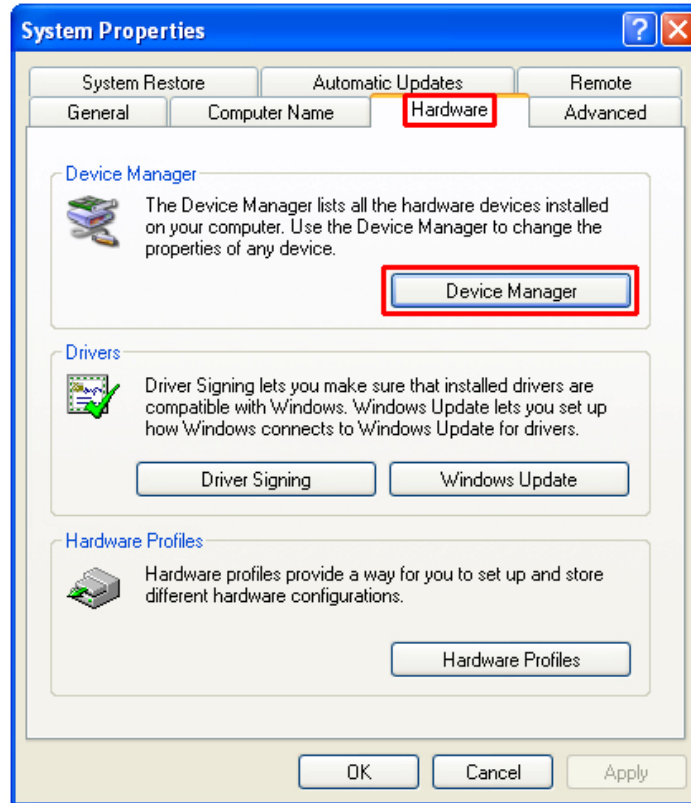 System Properties
System Restore Automatic Updates Remote
General Computer Name Hardware Advanced
Device Manager
The Device Manager lists all the hardware devices installed
on your computer. Use the Device Manager to change the
properties of any device.
Device Manager
Drivers
Driver Signing lets you make sure that installed drivers are
compatible with Windows. Windows Update lets you set up
how Windows connects to Windows Update for drivers.
Driver Signing Windows Update
Hardware Profiles
Hardware profiles provide a way for you to set up and store
different hardware configurations.
Hardware Profiles
OK Cancel Apply